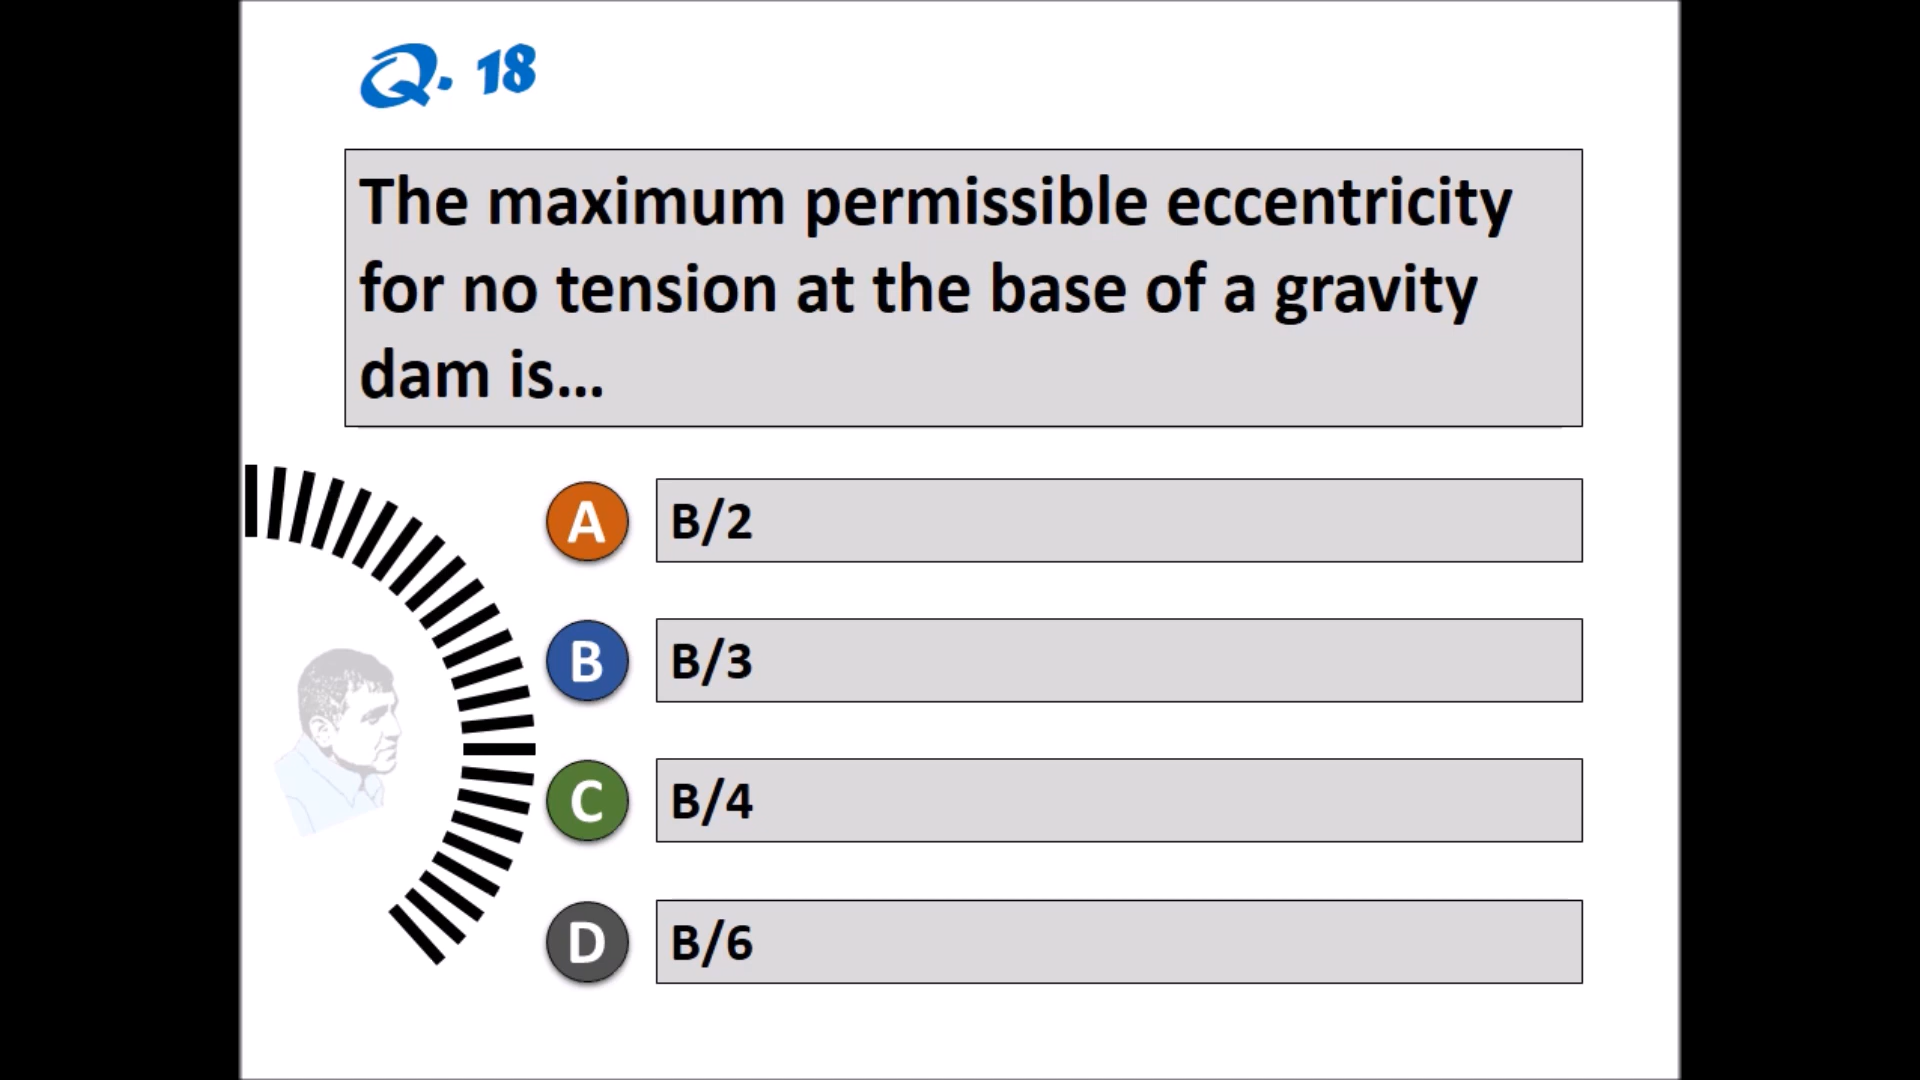 Q. 18
The maximum permissible eccentricity
for no tension at the base of a gravity
dam is...
A B/2
B B/3
C B/4
D B/6